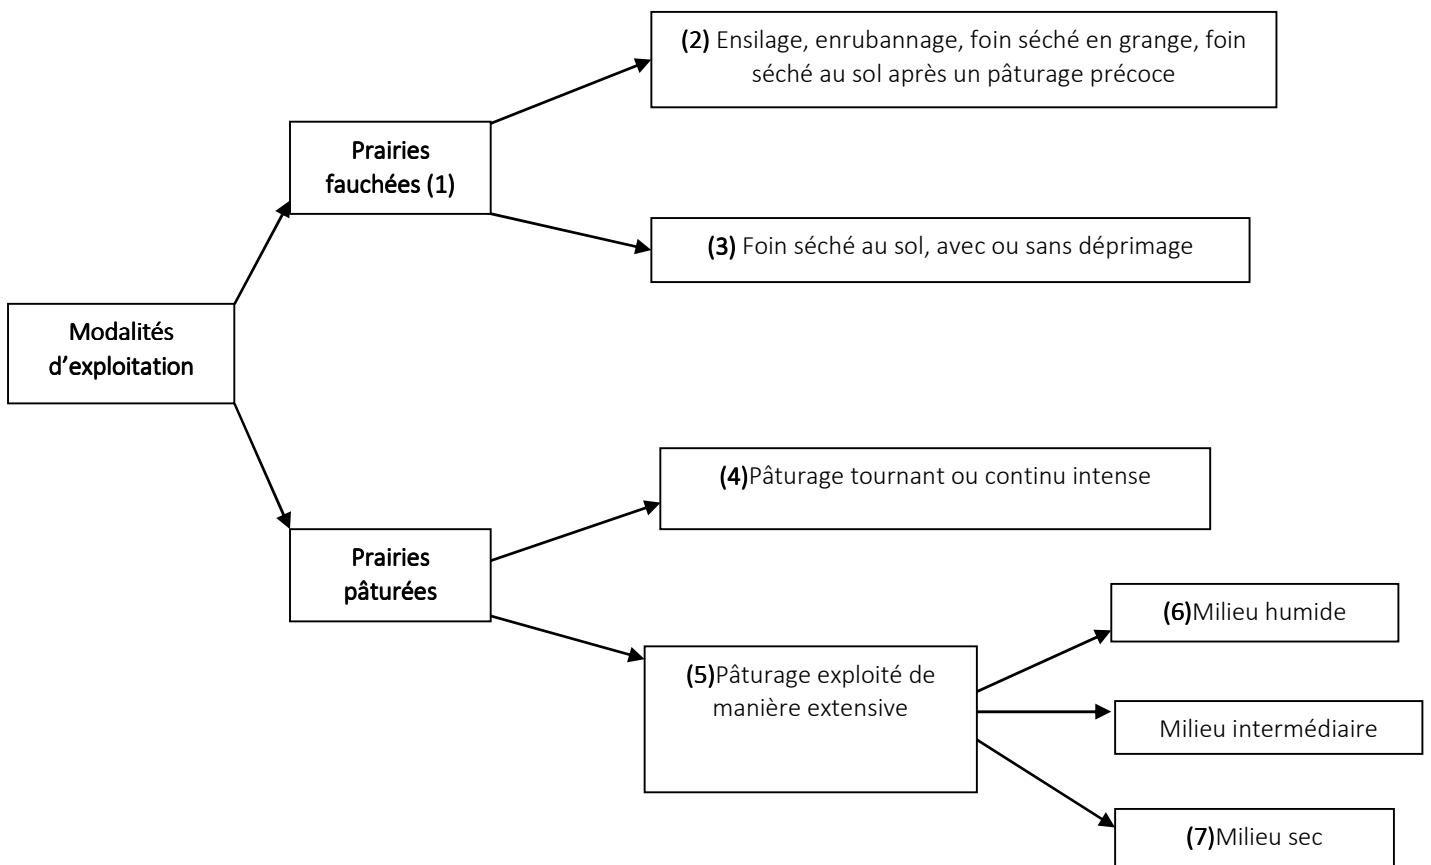 (2) Ensilage, enrubannage, foin séché en grange, foin
séché au sol après un pâturage précoce
Prairies
fauchées (1)
(3) Foin séché au sol, avec ou sans déprimage
Modalités
d’exploitation
(4)Pâturage tournant ou continu intense
Prairies
pâturées
(5)Pâturage exploité de
manière extensive
(6)Milieu humide
Milieu intermédiaire
(7)Milieu sec